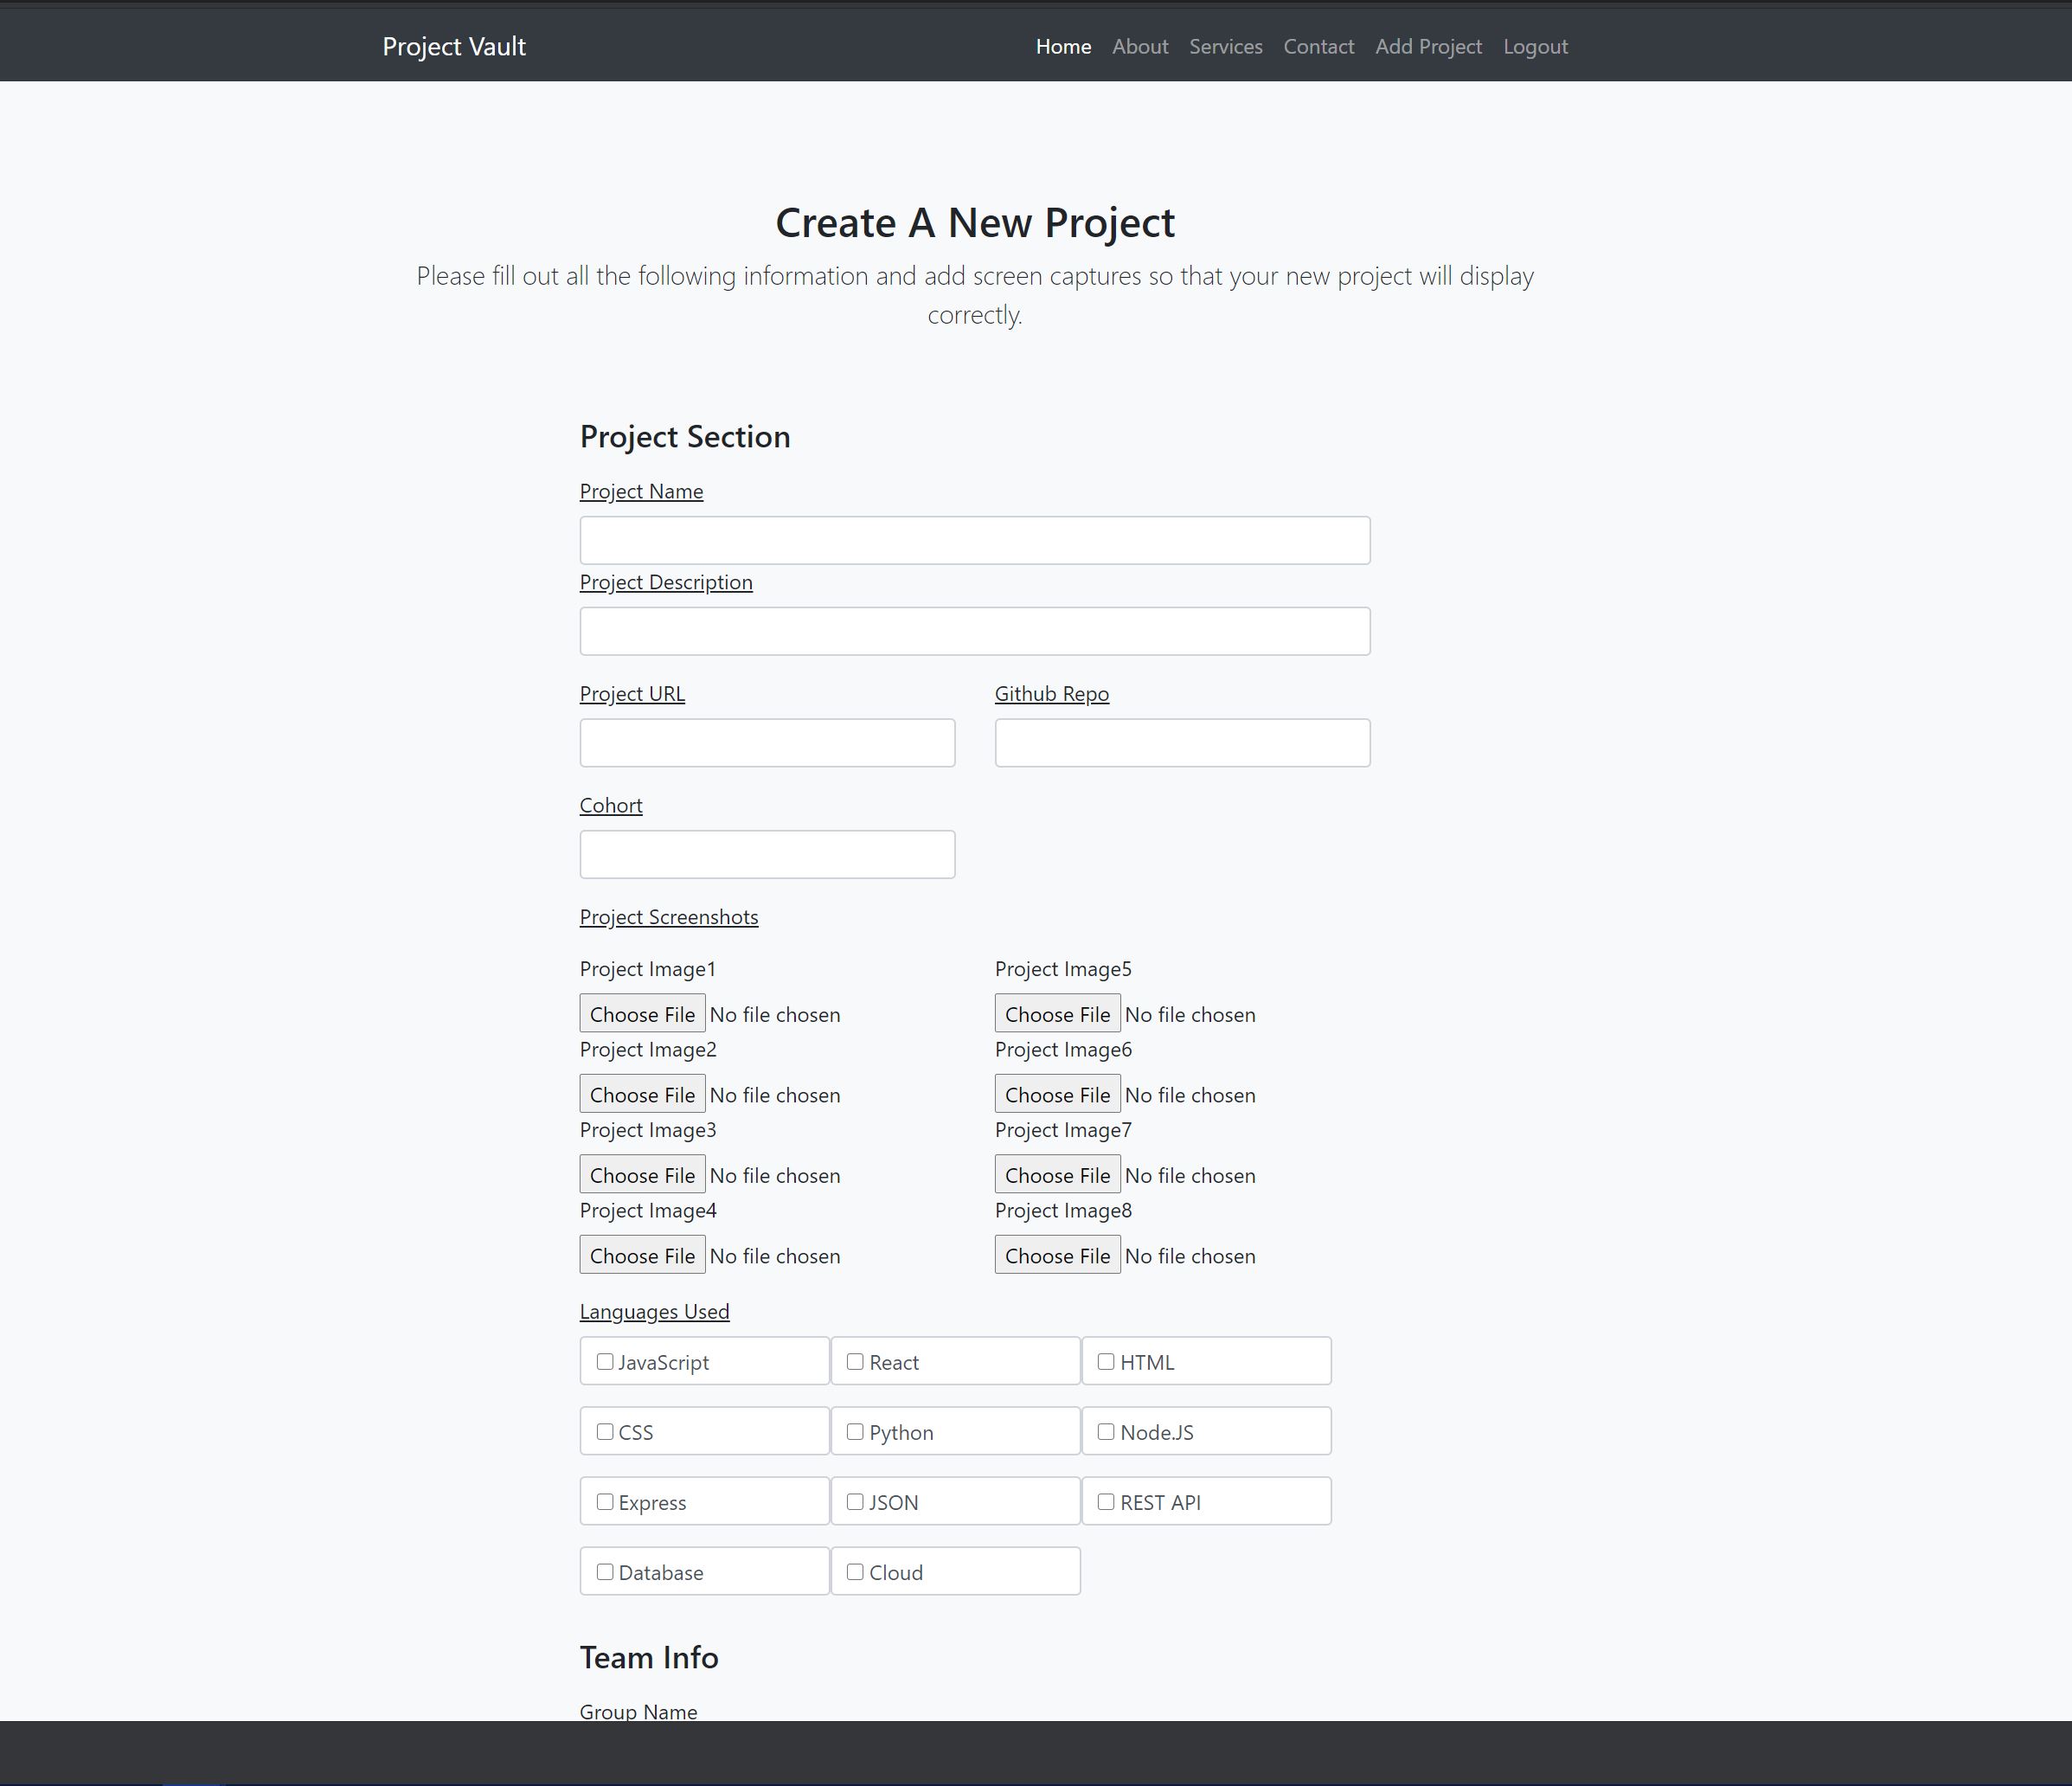 Project Vault
Home About Services Contact Add Project Logout
Create A New Project
Please fill out all the following information and add screen captures so that your new project will display
correctly.
Project Section
Project Name
Project Description
Project URL Github Repo
Cohort
Project Screenshots
Project Image1 Project Image5
Choose File No file chosen Choose File No file chosen
Project Image2 Project Image6
Choose File No file chosen Choose File No file chosen
Project Image3 Project Image7
Choose File No file chosen Choose File No file chosen
Project Image4 Project Image8
Choose File No file chosen Choose File No file chosen
Languages Used
JavaScript React HTML
CSS Python Node.JS
Express JSON REST API
Database Cloud
Team Info
Group Name